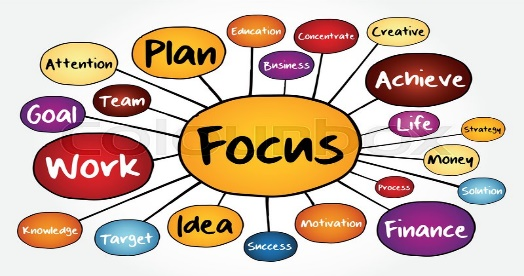 Education
Creative
Concentrate
Plan
Business
Attention
Achieve
Team
Goal
Life
Strategy
colourbox
Focus
Work
Money
Process
Solution
Knowledge
Target
Idea
Motivation
Finance
Success